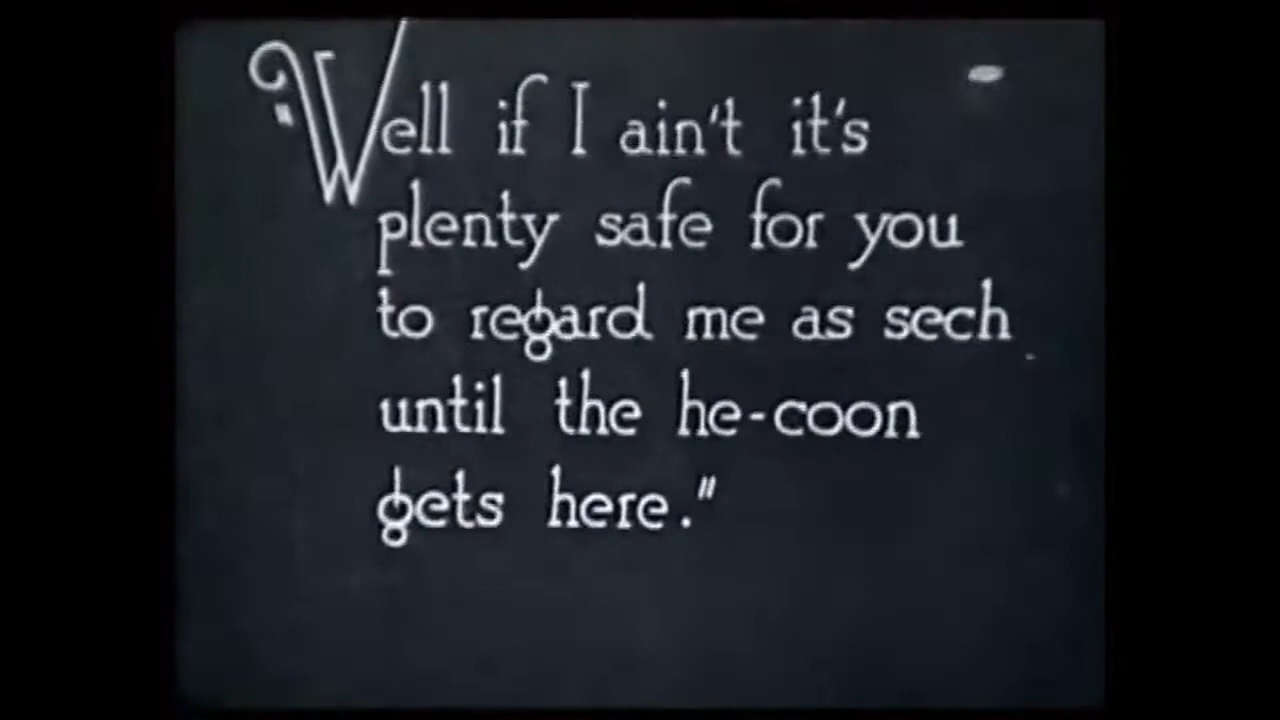 "Well if I ain't it's
plenty safe for you
to regard me as sech
until the he-coon
gets here."